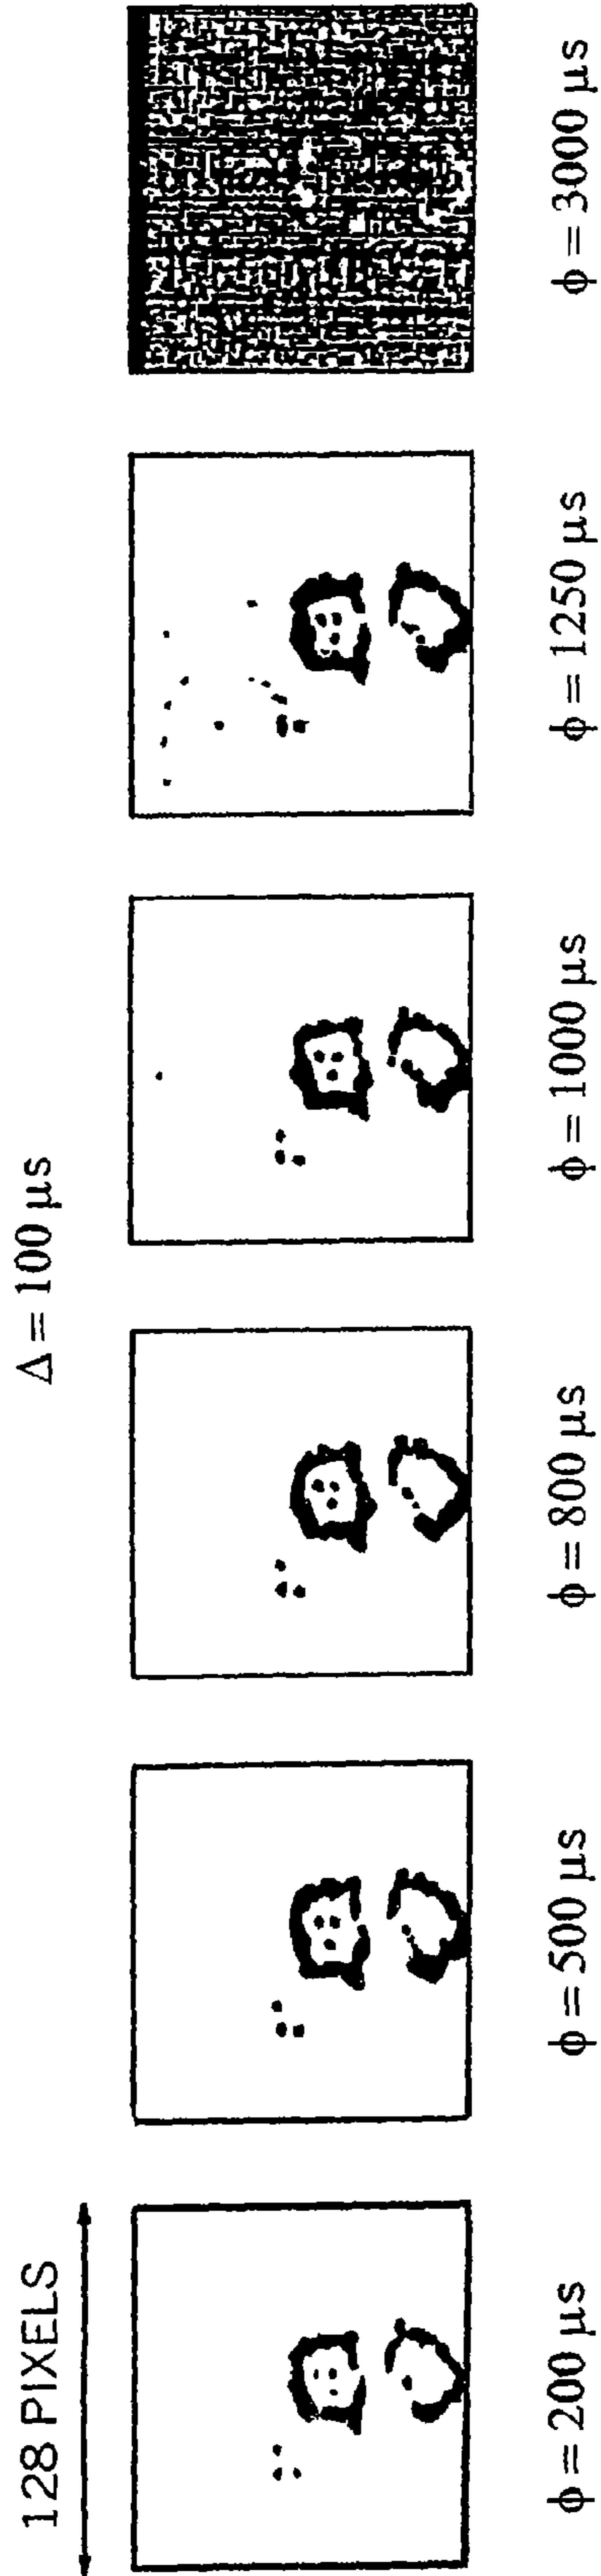 Δ = 100 μs
128 PIXELS
ϕ = 200 μs
ϕ = 500 μs
ϕ = 800 μs
ϕ = 1000 μs
ϕ = 1250 μs
ϕ = 3000 μs